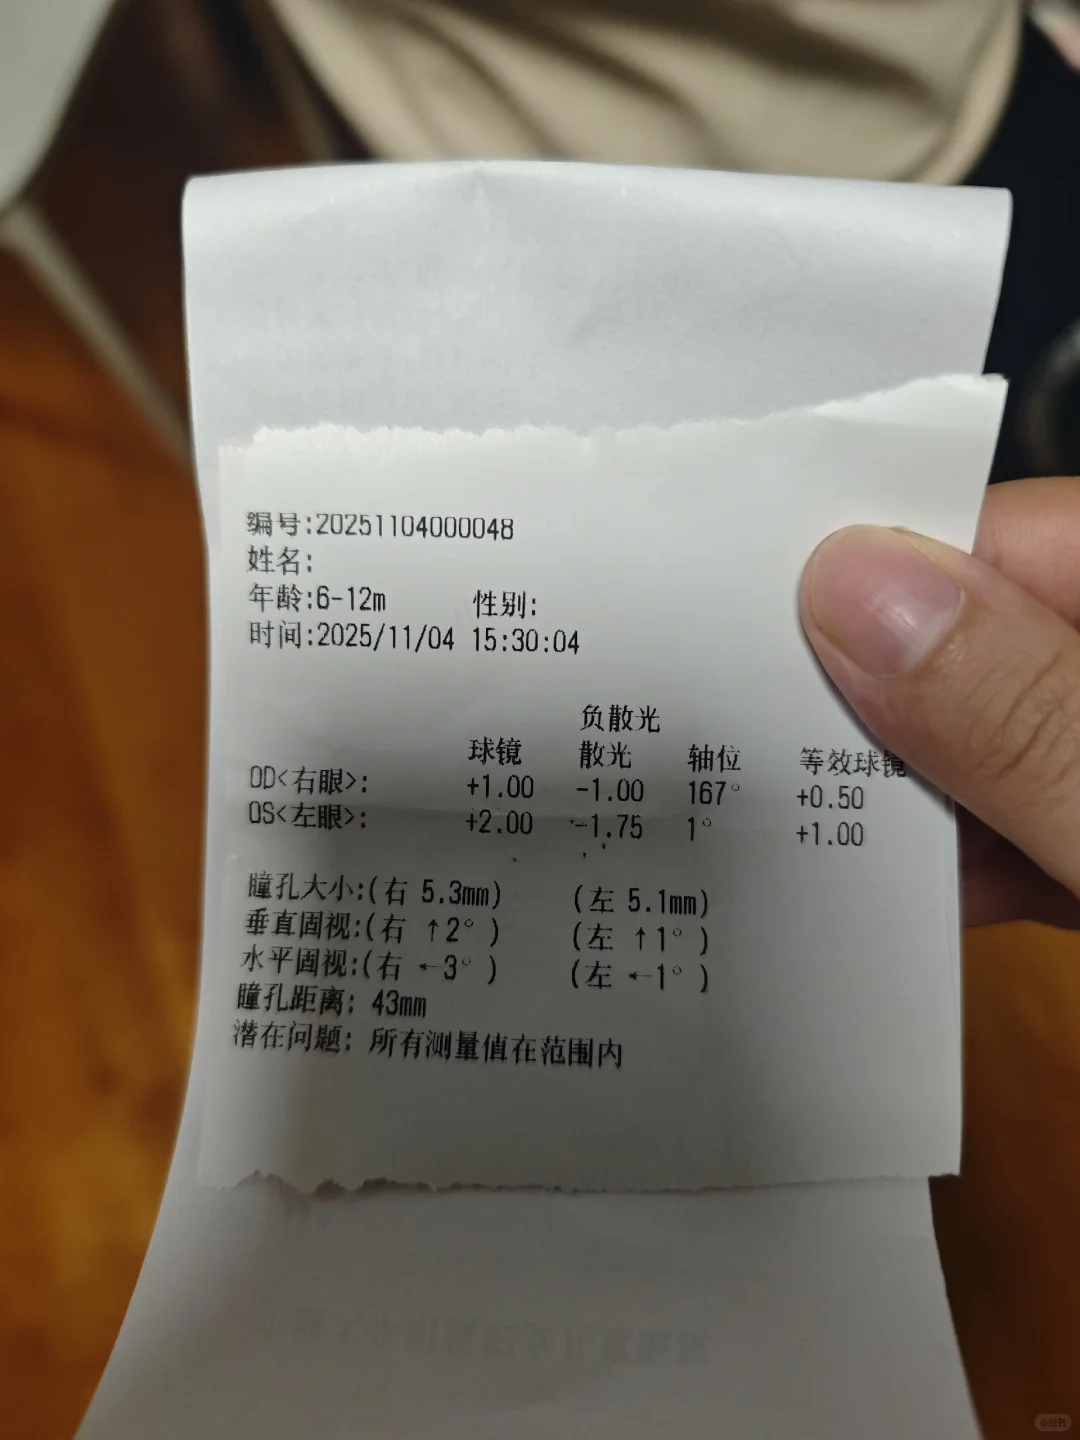 编号:20251104000048
姓名:
年龄:6-12m 性别:
时间:2025/11/04 15:30:04
负散光
球镜 散光 轴位 等效球镜
OD<右眼>: +1.00 -1.00 167° +0.50
OS<左眼>: +2.00 -1.75 1° +1.00
瞳孔大小:(右 5.3mm) (左 5.1mm)
垂直固视:(右 ↑2° ) (左 ↑1° )
水平固视:(右 ←3° ) (左 ←1° )
瞳孔距离: 43mm
潜在问题: 所有测量值在范围内
小红书